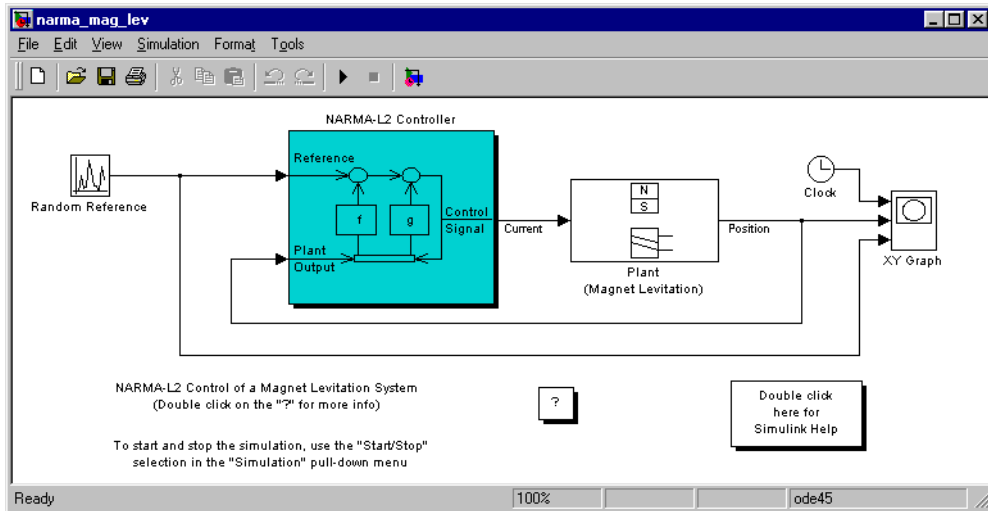 narma_mag_lev
File Edit View Simulation Format Tools
NARMA-L2 Controller
Reference
f
g
Control
Signal
Plant
Output
Random Reference
Current
N
S
Plant
(Magnet Levitation)
Position
Clock
XY Graph
NARMA-L2 Control of a Magnet Levitation System
(Double click on the "?" for more info)
?
Double click
here for
Simulink Help
To start and stop the simulation, use the "Start/Stop"
selection in the "Simulation" pull-down menu
Ready
100%
ode45